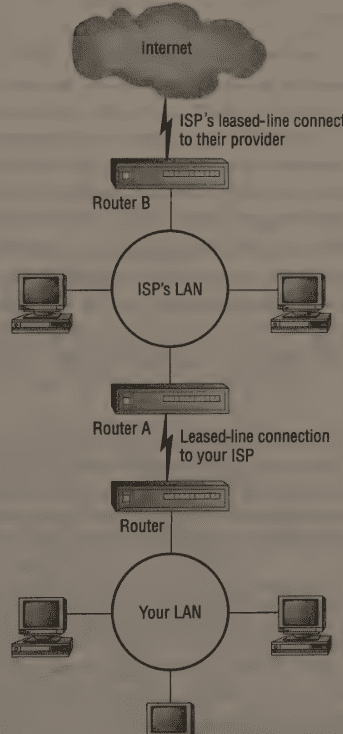 Internet
ISP's leased-line
to their provider
Router B
ISP's LAN
Router A
Leased-line connection
to your ISP
Router
Your LAN